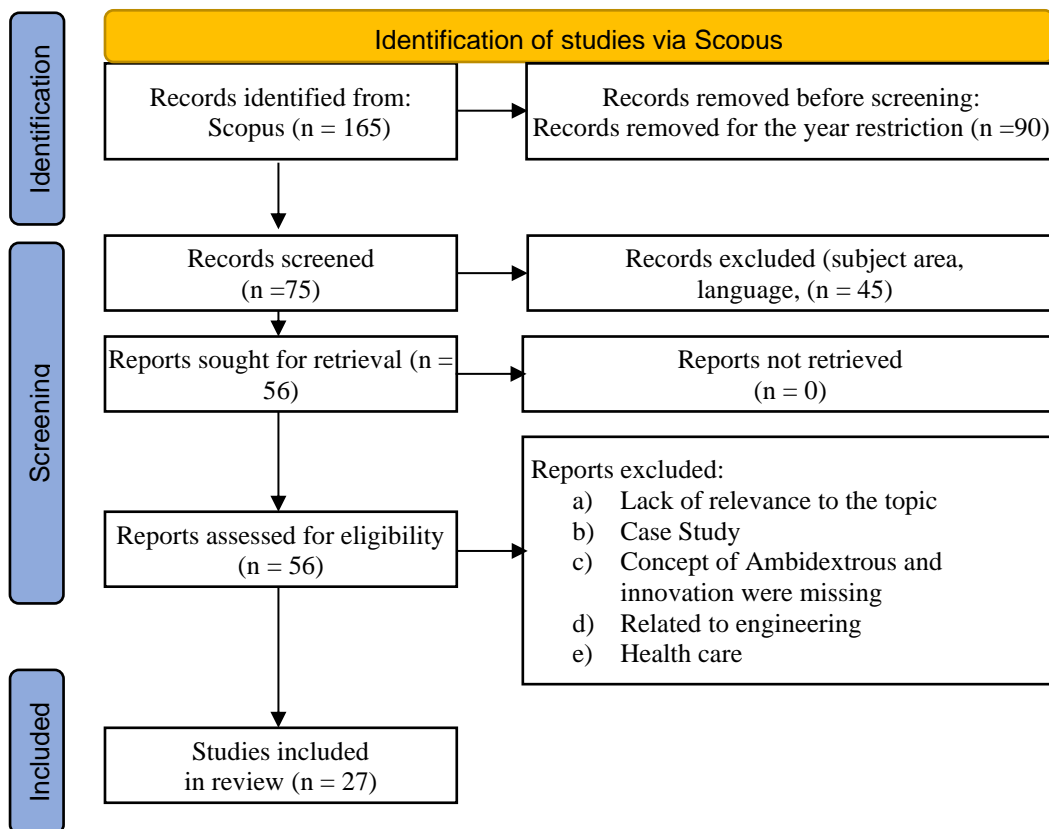 Identification of studies via Scopus
Identification
Records identified from:
Scopus (n = 165)
Records removed before screening:
Records removed for the year restriction (n =90)
Screening
Records screened
(n =75)
Records excluded (subject area,
language, (n = 45)
Reports sought for retrieval (n =
56)
Reports not retrieved
(n = 0)
Reports assessed for eligibility
(n = 56)
Reports excluded:
a) Lack of relevance to the topic
b) Case Study
c) Concept of Ambidextrous and
innovation were missing
d) Related to engineering
e) Health care
Included
Studies included
in review (n = 27)